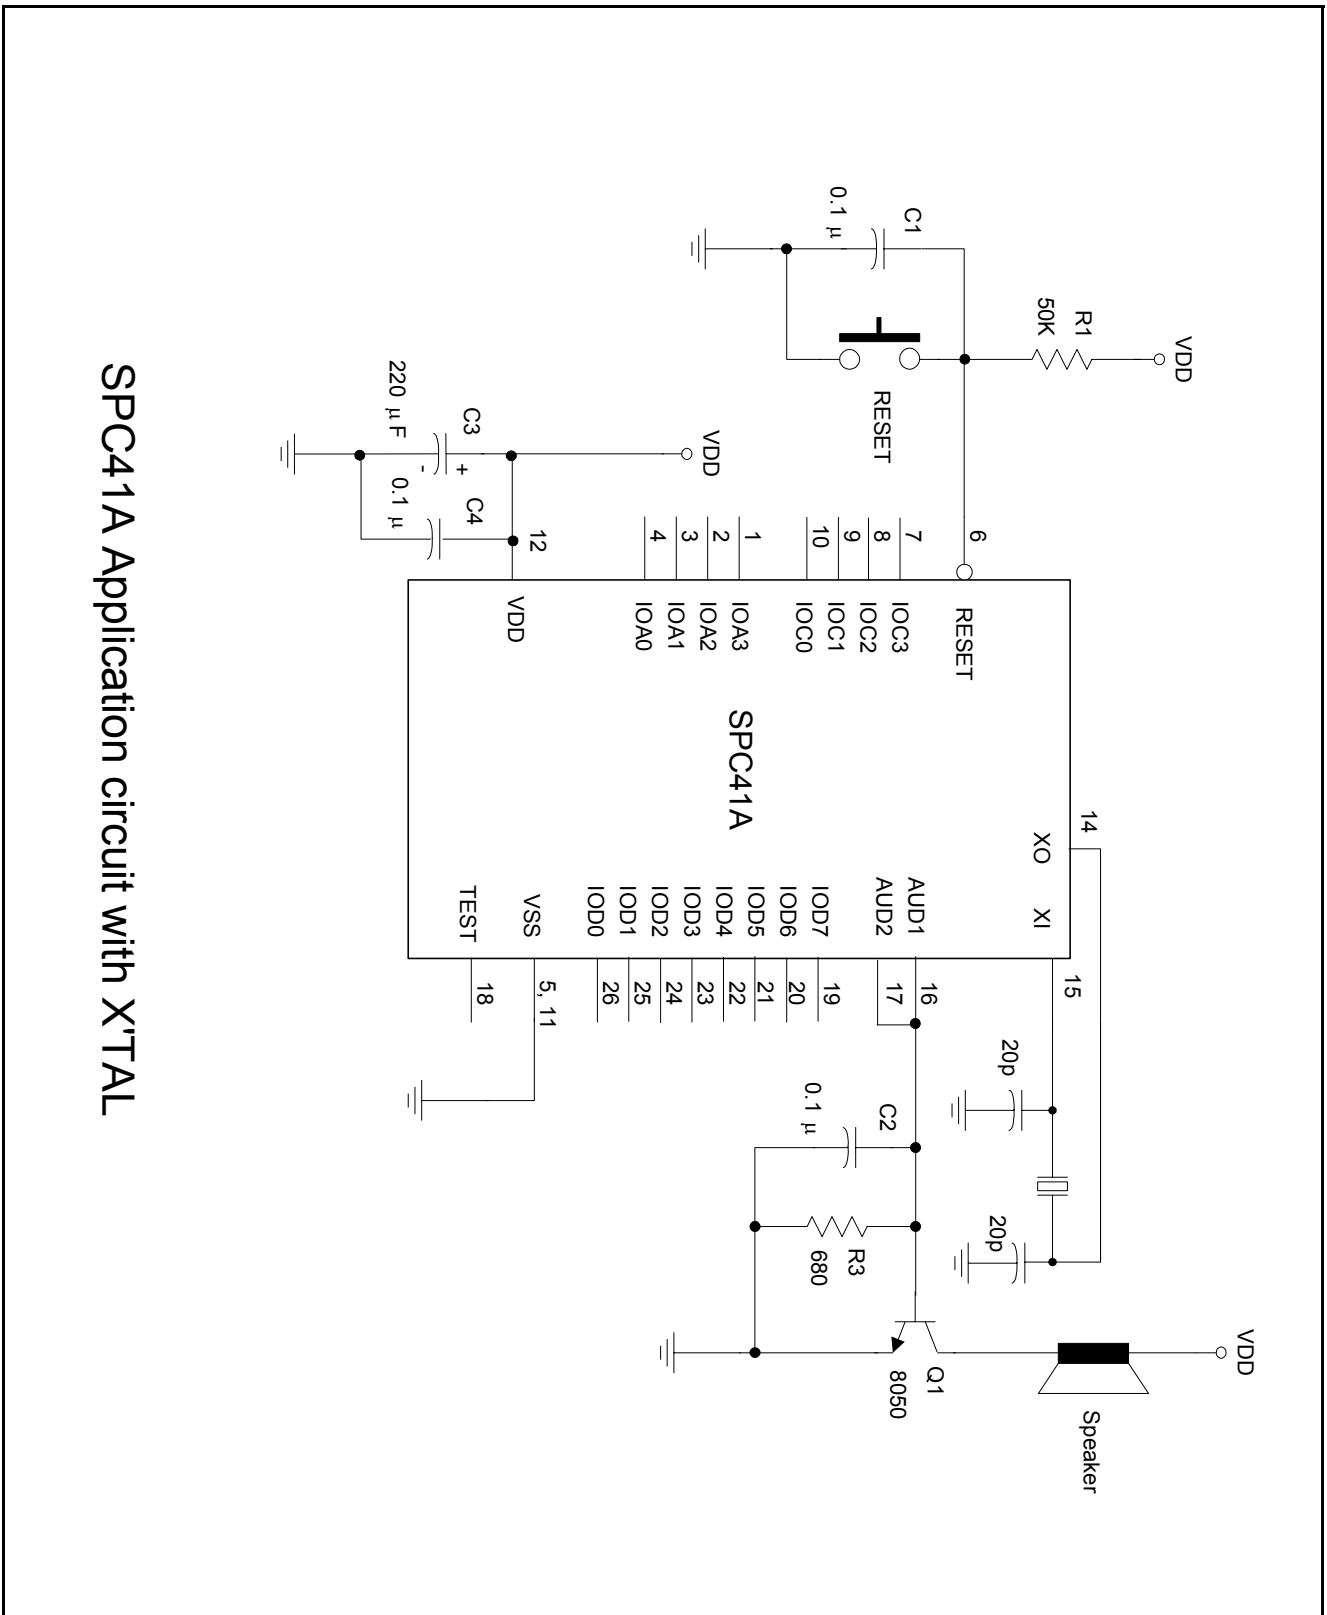 VDD
R1
50K
C1
0.1 μ
RESET
VDD
C3
220 μF
+
-
C4
0.1 μ
12
6
7
8
9
10
1
2
3
4
RESET
IOC3
IOC2
IOC1
IOC0
IOA3
IOA2
IOA1
IOA0
VDD
SPC41A
XO
XI
14
15
AUD1
AUD2
IOD7
IOD6
IOD5
IOD4
IOD3
IOD2
IOD1
IOD0
VSS
TEST
16
17
19
20
21
22
23
24
25
26
5, 11
18
20p
20p
C2
0.1 μ
R3
680
Q1
8050
VDD
Speaker
SPC41A Application circuit with X'TAL